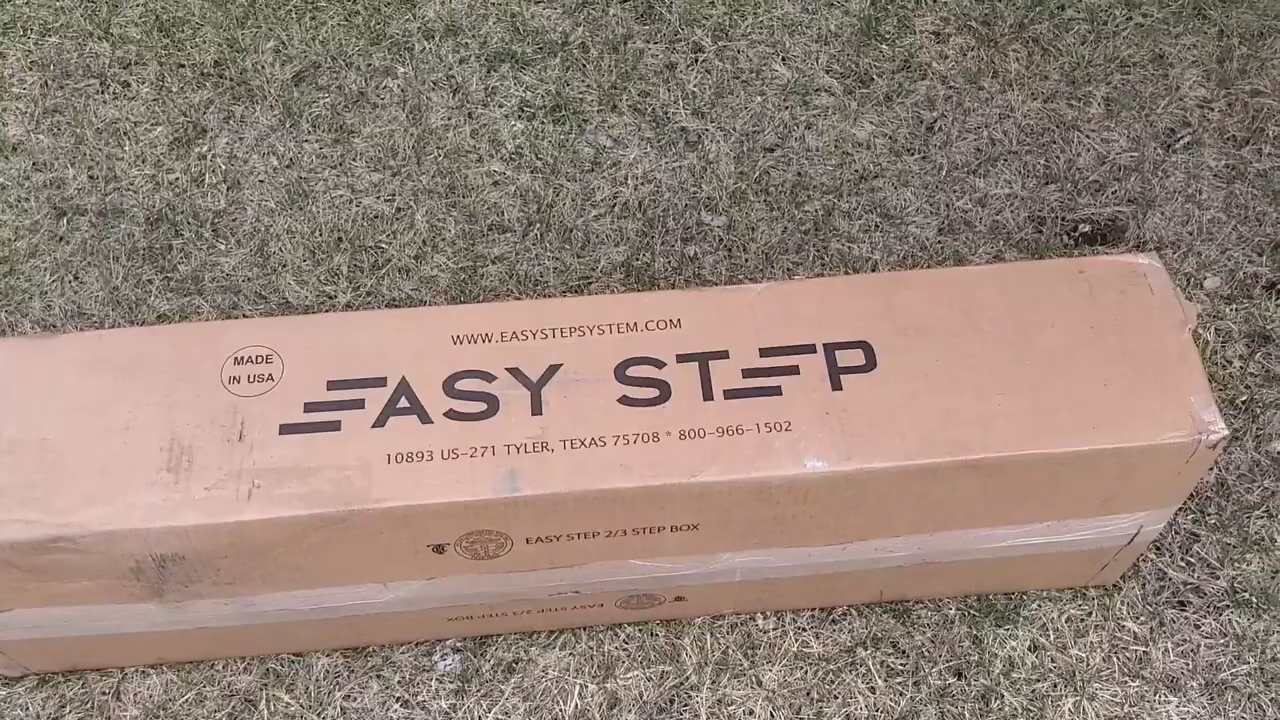 WWW.EASYSTEPSYSTEM.COM
MADE
IN USA
EASY STEP
10893 US-271 TYLER, TEXAS 75708 * 800-966-1502
EASY STEP 2/3 STEP BOX
EASY STEP 2/3 STEP BOX